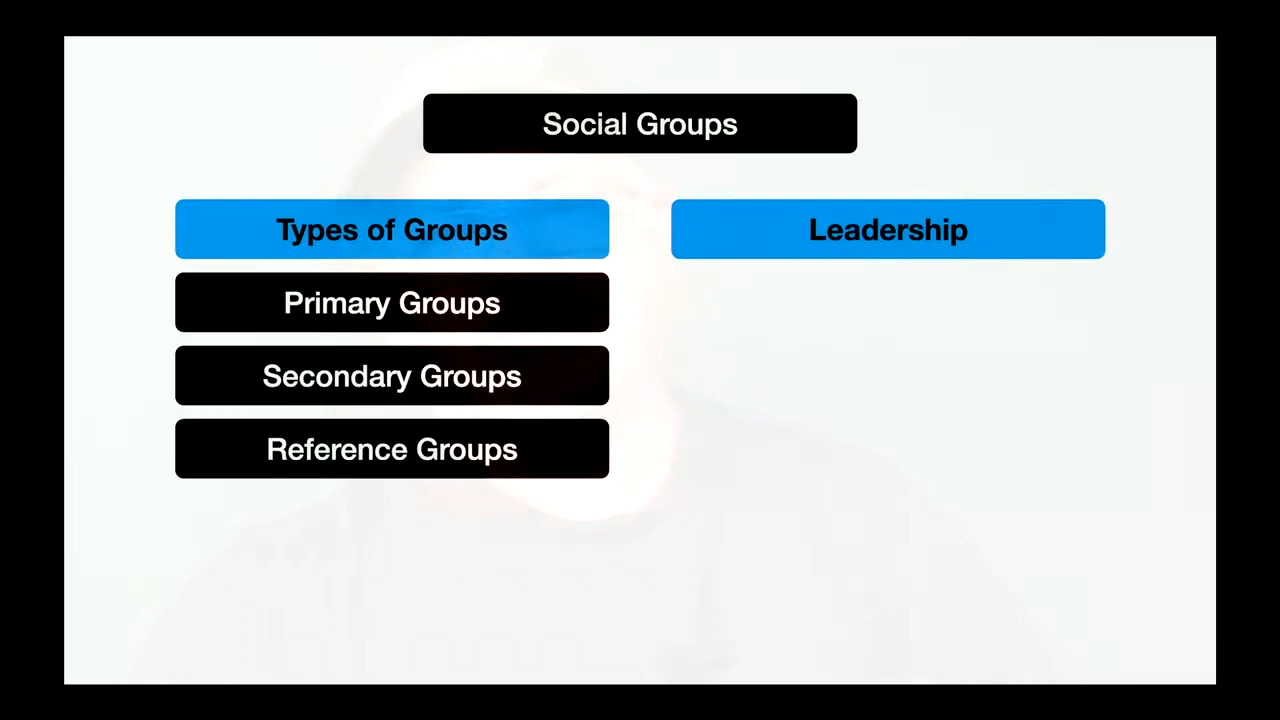 Social Groups
Types of Groups
Leadership
Primary Groups
Secondary Groups
Reference Groups